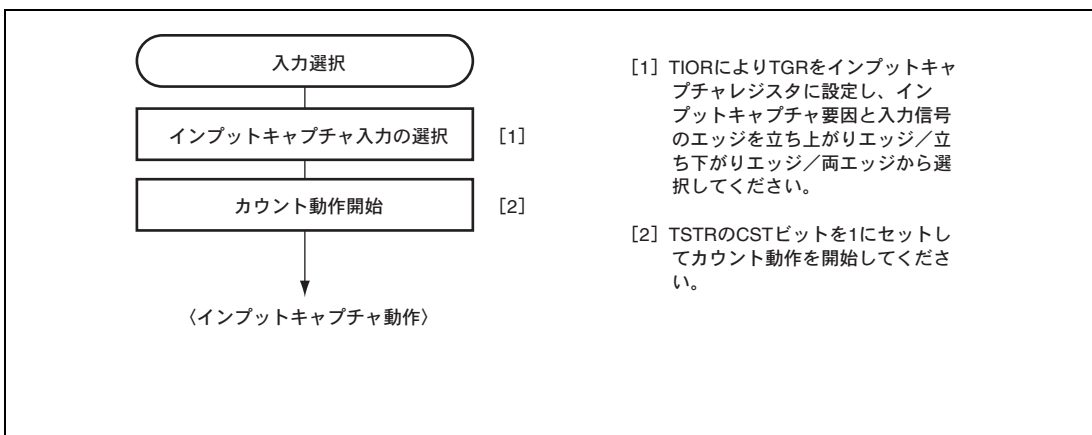 入力選択
インプットキャプチャ入力の選択 [1]
カウント動作開始 [2]
〈インプットキャプチャ動作〉
[1] TIORによりTGRをインプットキャ
プチャレジスタに設定し、イン
プットキャプチャ要因と入力信号
のエッジを立ち上がりエッジ／立
ち下がりエッジ／両エッジから選
択してください。
[2] TSTRのCSTビットを1にセットし
てカウント動作を開始してくださ
い。